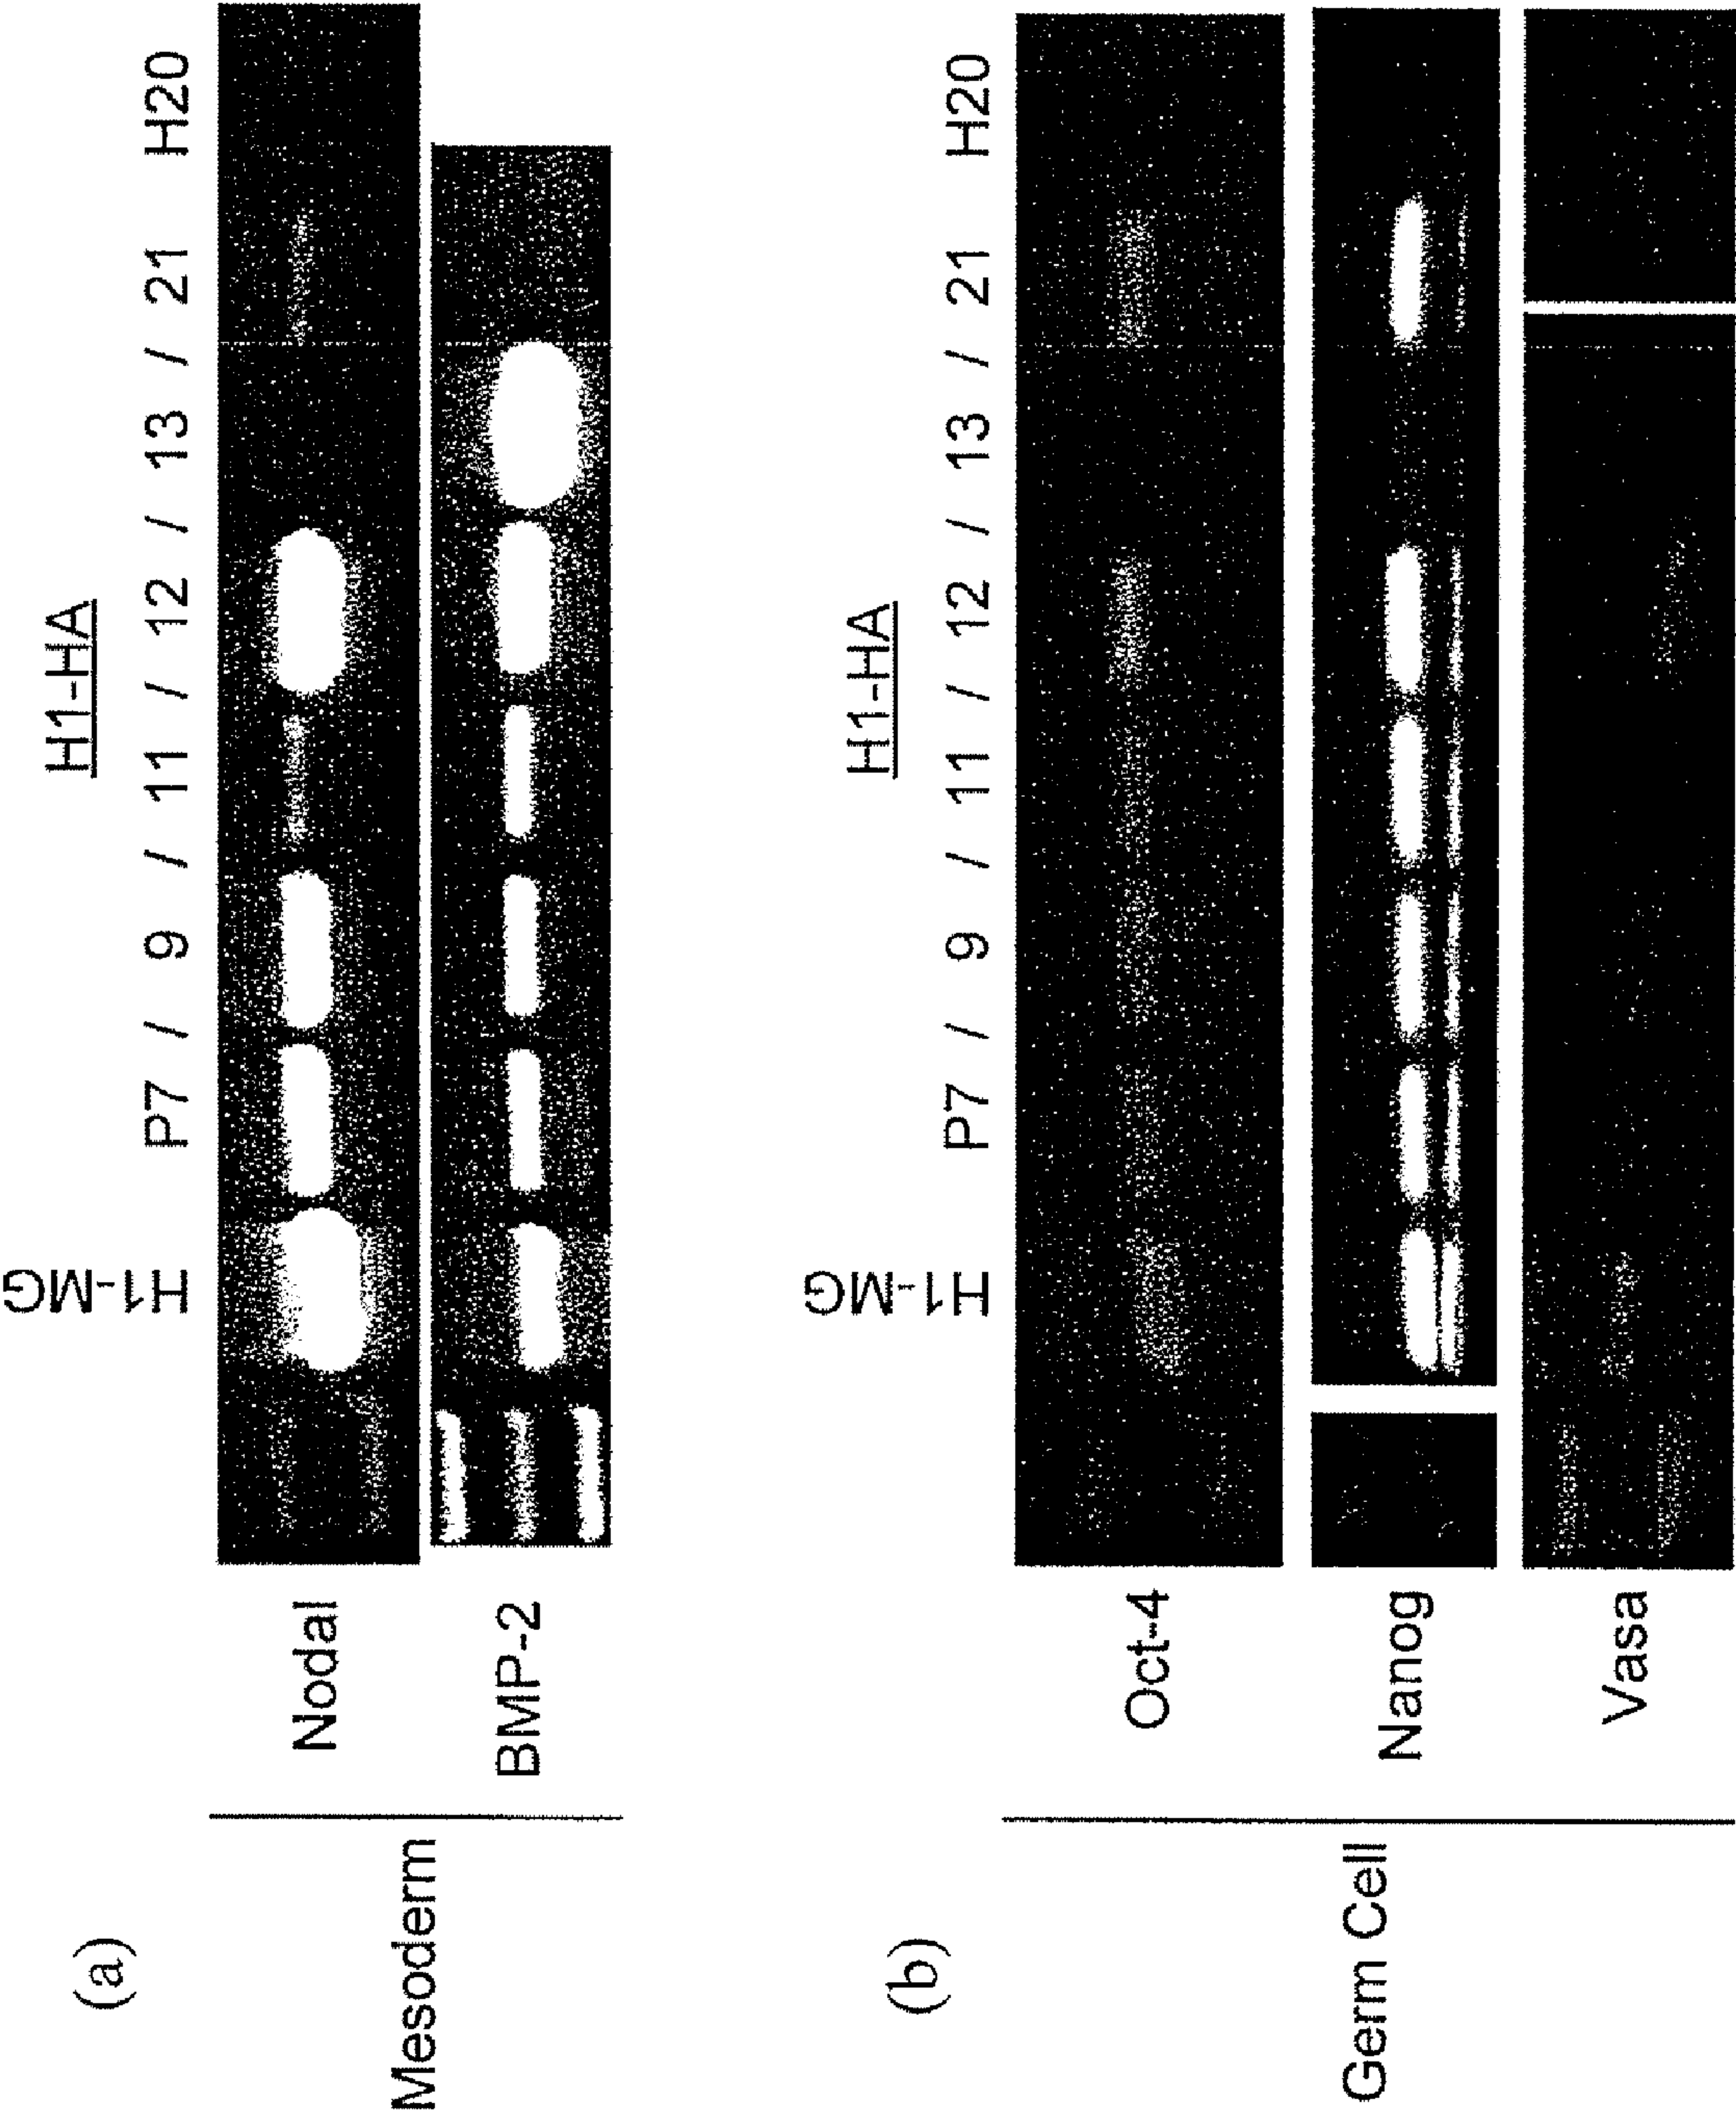 (a)
H1-HA
H1-MG P7 / 9 / 11 / 12 / 13 / 21 H20
Mesoderm
Nodal
BMP-2
(b)
H1-HA
H1-MG P7 / 9 / 11 / 12 / 13 / 21 H20
Germ Cell
Oct-4
Nanog
Vasa